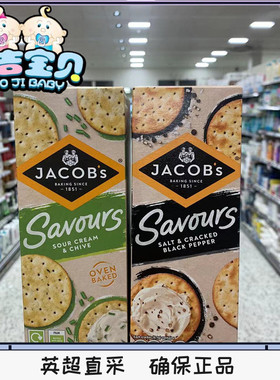 吉宝贝
JI BABY
JACOB's
BAKING SINCE
1851
Savours
SOUR CREAM
& CHIVE
OVEN
BAKED
JACOB's
BAKING SINCE
1851
Savours
SALT & CRACKED
BLACK PEPPER
英超直采 确保正品